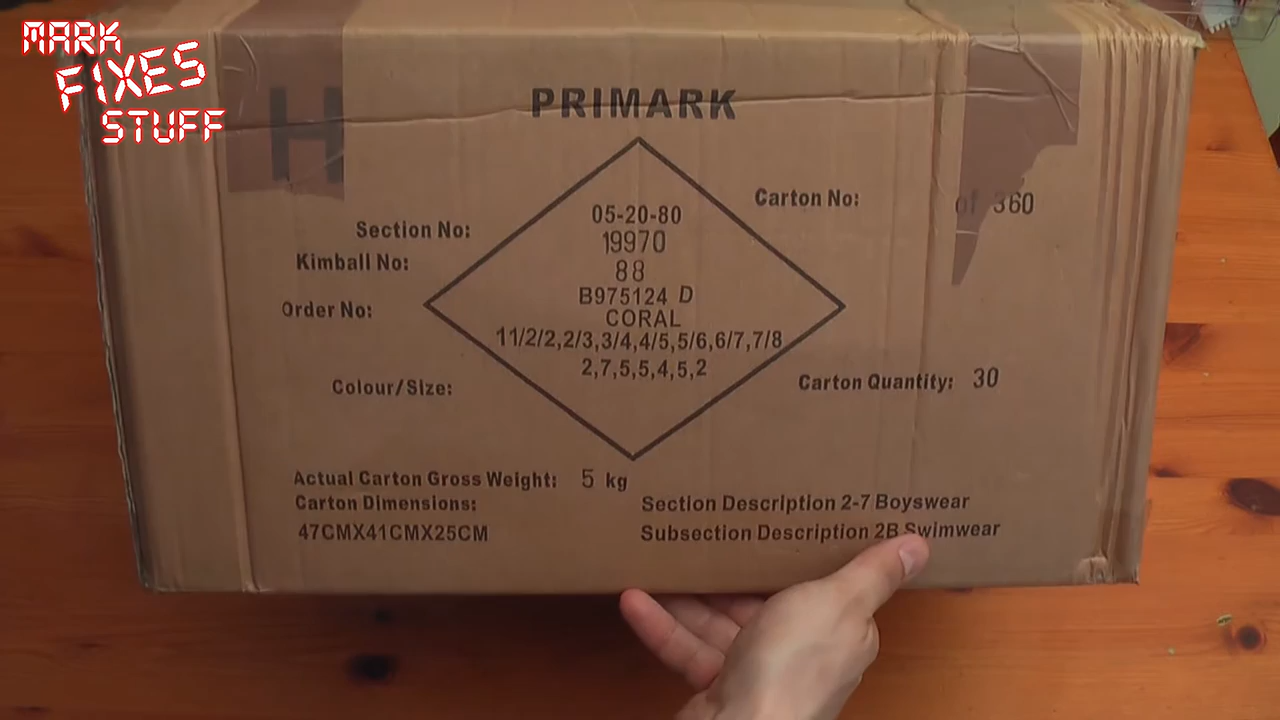 MARK
FIXES
STUFF
H
PRIMARK
Carton No: of 360
05-20-80
Section No: 19970
Kimball No: 88
B975124 D
Order No: CORAL
11/2/2,2/3,3/4,4/5,5/6,6/7,7/8
2,7,5,5,4,5,2
Colour/Size:
Carton Quantity: 30
Actual Carton Gross Weight: 5 kg
Carton Dimensions:
47CMX41CMX25CM
Section Description 2-7 Boyswear
Subsection Description 2B Swimwear